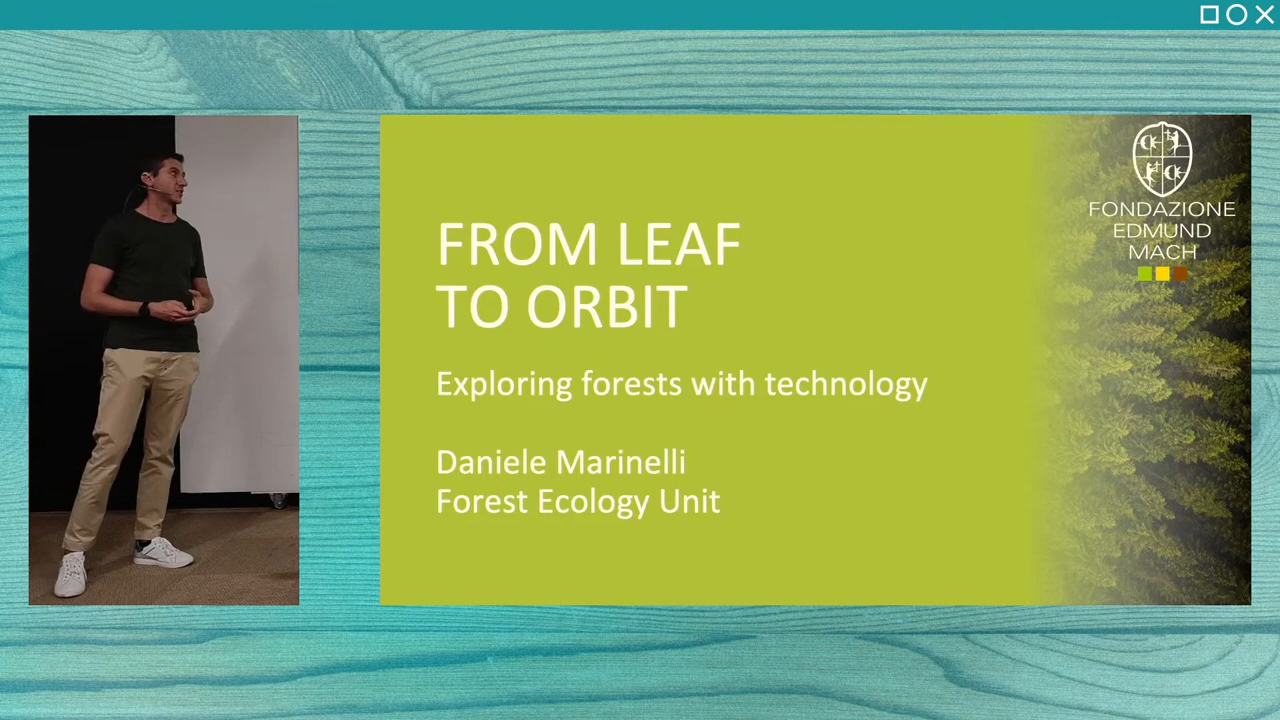 FROM LEAF
TO ORBIT
Exploring forests with technology
Daniele Marinelli
Forest Ecology Unit
FONDAZIONE
EDMUND
MACH